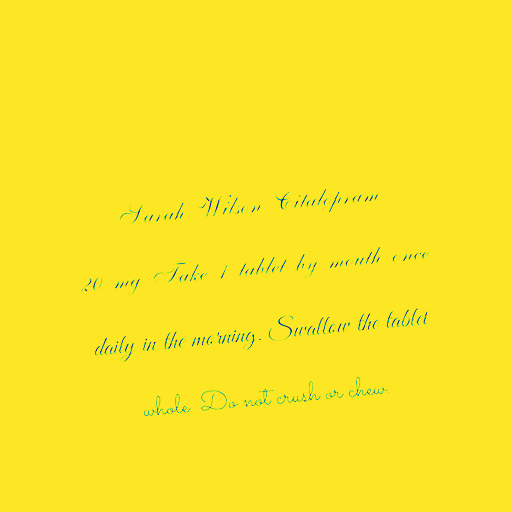 Sarah Wilson Citalopram
20 mg Take 1 tablet by mouth once
daily in the morning. Swallow the tablet
whole. Do not crush or chew.